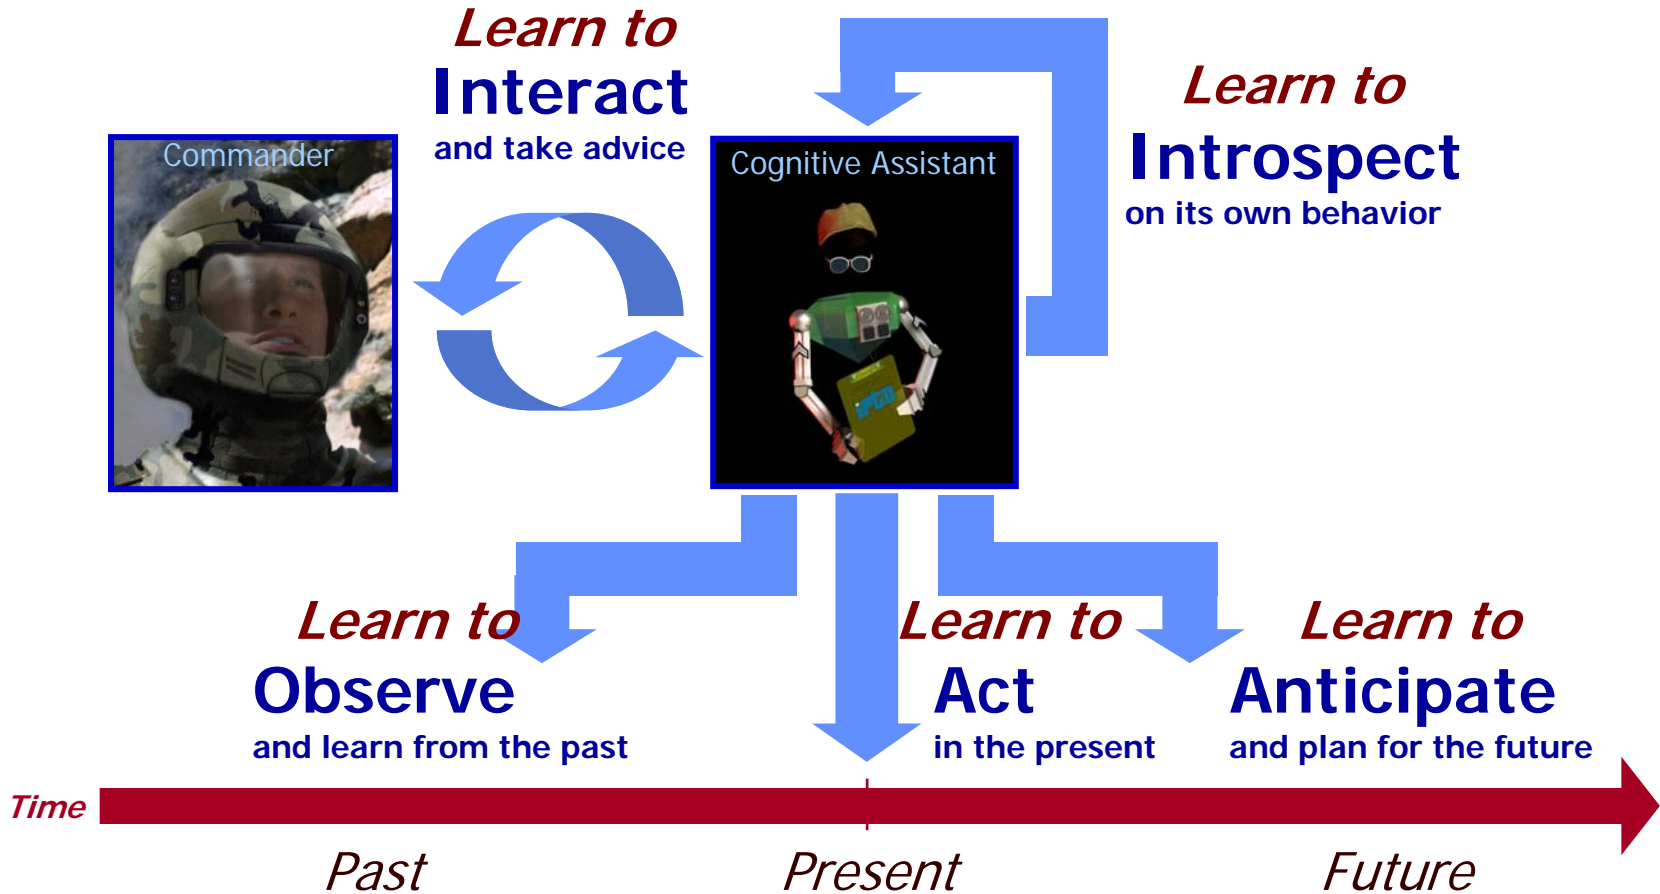 Learn to
Interact
and take advice
Learn to
Introspect
on its own behavior
Commander
Cognitive Assistant
Learn to
Observe
and learn from the past
Learn to
Act
in the present
Learn to
Anticipate
and plan for the future
Time
Past
Present
Future